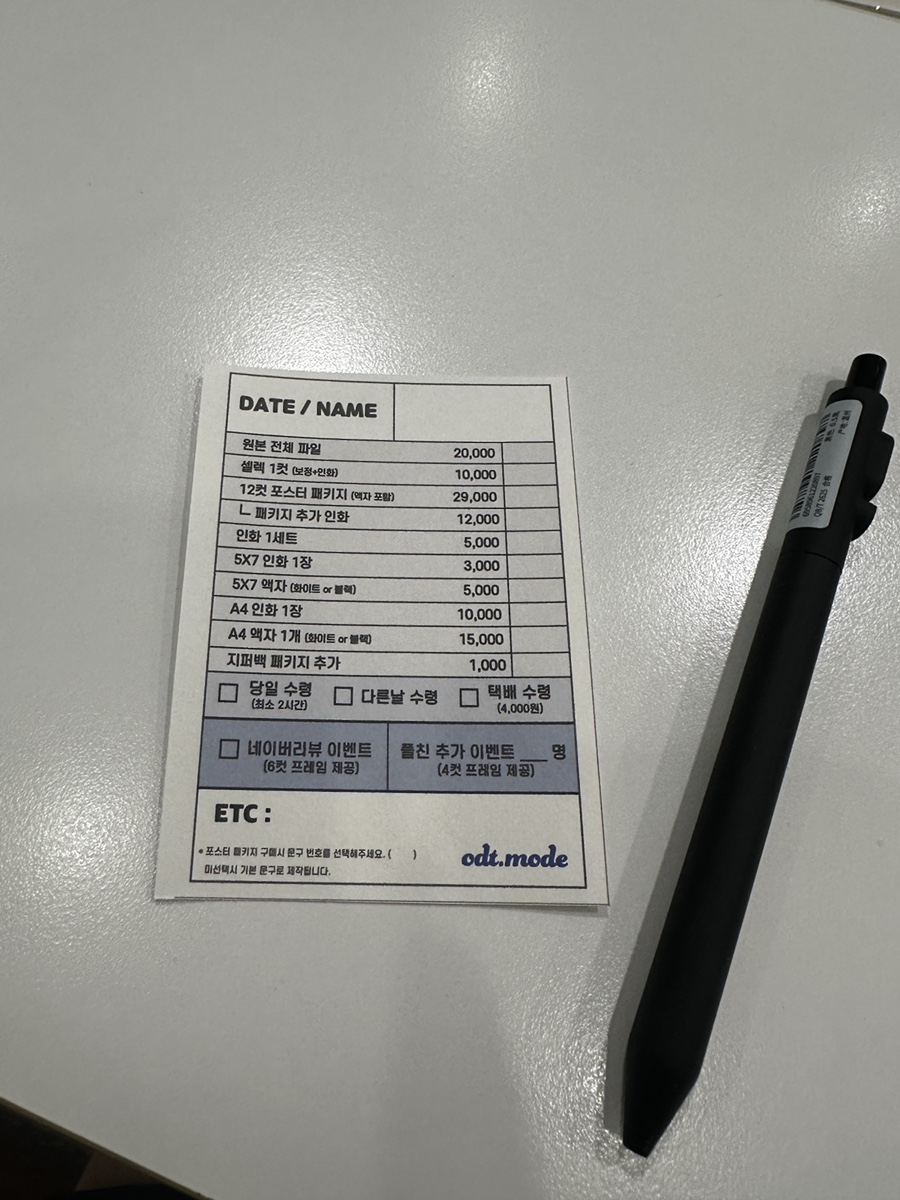 DATE / NAME
원본 전체 파일 20,000
셀렉 1컷 (보정+인화) 10,000
12컷 포스터 패키지 (액자 포함) 29,000
ㄴ 패키지 추가 인화 12,000
인화 1세트 5,000
5X7 인화 1장 3,000
5X7 액자 (화이트 or 블랙) 5,000
A4 인화 1장 10,000
A4 액자 1개 (화이트 or 블랙) 15,000
지퍼백 패키지 추가 1,000
당일 수령 다른날 수령 택배 수령
(최소 2시간) (4,000원)
네이버리뷰 이벤트 플친 추가 이벤트 ___ 명
(6컷 프레임 제공) (4컷 프레임 제공)
ETC :
* 포스터 패키지 구매시 문구 번호를 선택해주세요. ( )
미선택시 기본 문구로 제작됩니다.
odt.mode